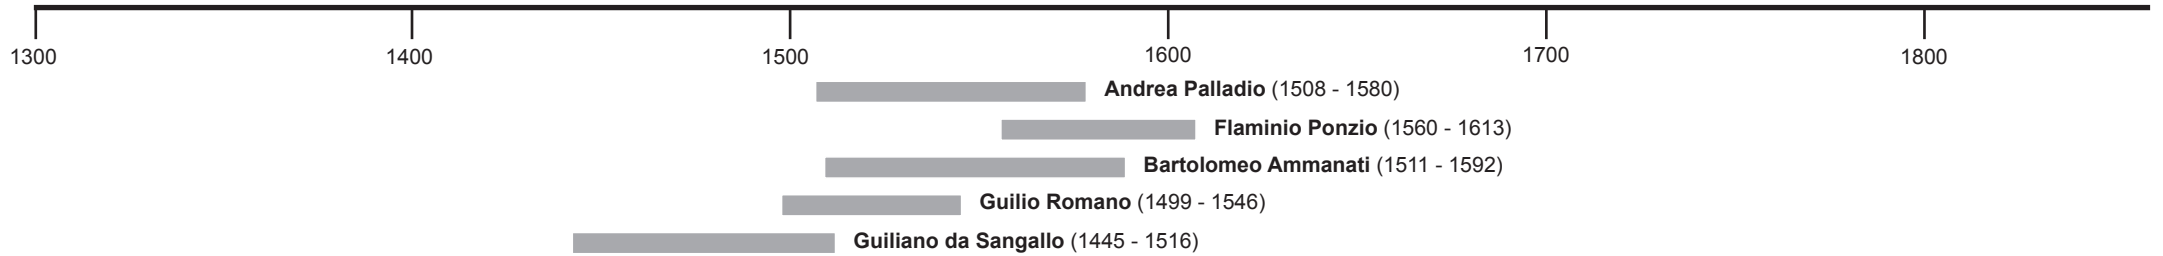 1300 1400 1500 1600 1700 1800
Andrea Palladio (1508 - 1580)
Flaminio Ponzio (1560 - 1613)
Bartolomeo Ammanati (1511 - 1592)
Guilio Romano (1499 - 1546)
Guiliano da Sangallo (1445 - 1516)